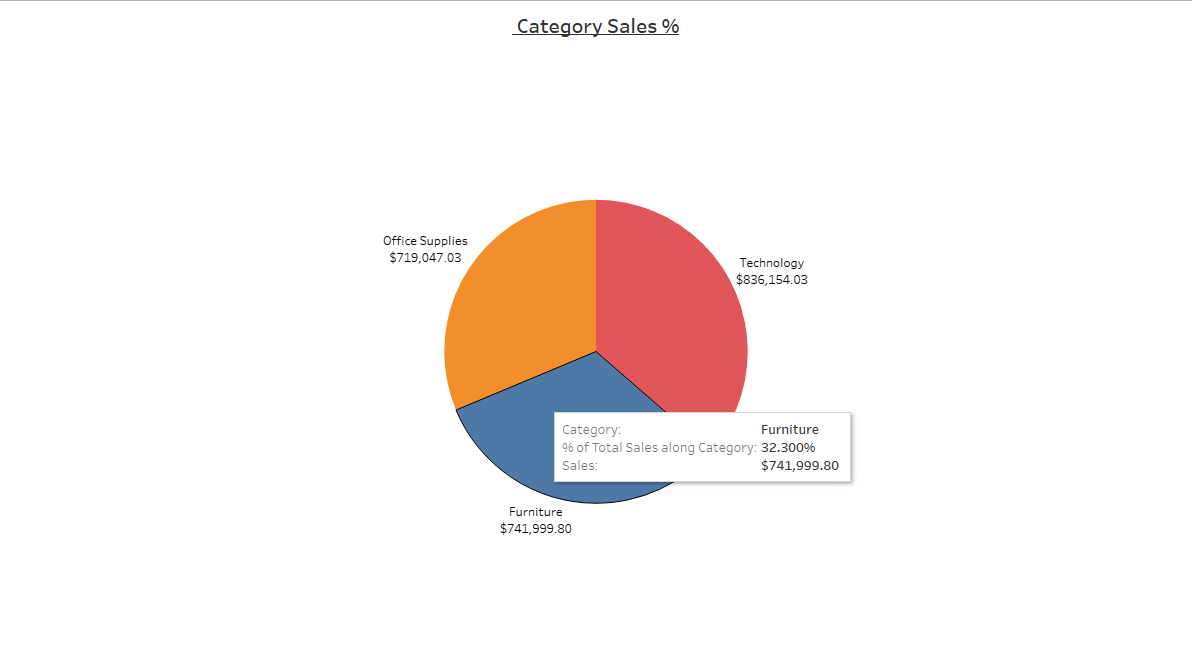 Category Sales %
Office Supplies
$719,047.03
Technology
$836,154.03
Category: Furniture
% of Total Sales along Category: 32.300%
Sales: $741,999.80
Furniture
$741,999.80